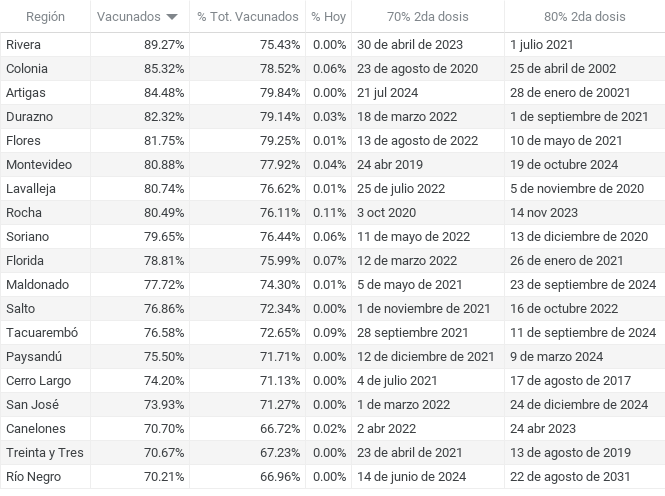 Región Vacunados % Tot. Vacunados % Hoy 70% 2da dosis 80% 2da dosis
Rivera 89.27% 75.43% 0.00% 30 de abril de 2023 1 julio 2021
Colonia 85.32% 78.52% 0.06% 23 de agosto de 2020 25 de abril de 2002
Artigas 84.48% 79.84% 0.00% 21 jul 2024 28 de enero de 20021
Durazno 82.32% 79.14% 0.03% 18 de marzo 2022 1 de septiembre de 2021
Flores 81.75% 79.25% 0.01% 13 de agosto de 2022 10 de mayo de 2021
Montevideo 80.88% 77.92% 0.04% 24 abr 2019 19 de octubre 2024
Lavalleja 80.74% 76.62% 0.01% 25 de julio 2022 5 de noviembre de 2020
Rocha 80.49% 76.11% 0.11% 3 oct 2020 14 nov 2023
Soriano 79.65% 76.44% 0.06% 11 de mayo de 2022 13 de diciembre de 2020
Florida 78.81% 75.99% 0.07% 12 de marzo 2022 26 de enero de 2021
Maldonado 77.72% 74.30% 0.01% 5 de mayo de 2021 23 de septiembre de 2024
Salto 76.86% 72.34% 0.00% 1 de noviembre de 2021 16 de octubre 2022
Tacuarembó 76.58% 72.65% 0.09% 28 septiembre 2021 11 de septiembre de 2024
Paysandú 75.50% 71.71% 0.00% 12 de diciembre de 2021 9 de marzo 2024
Cerro Largo 74.20% 71.13% 0.00% 4 de julio 2021 17 de agosto de 2017
San José 73.93% 71.27% 0.00% 1 de marzo 2022 24 de diciembre de 2024
Canelones 70.70% 66.72% 0.02% 2 abr 2022 24 abr 2023
Treinta y Tres 70.67% 67.23% 0.00% 23 de abril de 2021 13 de agosto de 2019
Río Negro 70.21% 66.96% 0.00% 14 de junio de 2024 22 de agosto de 2031